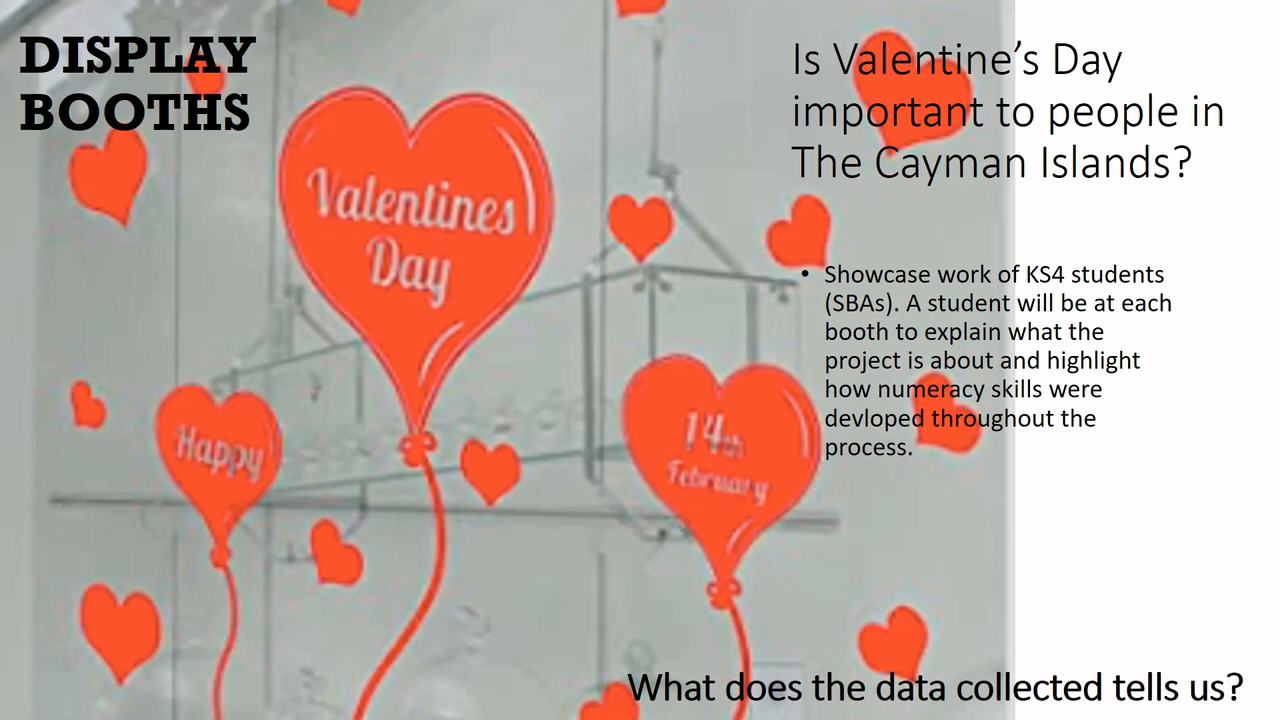 DISPLAY
BOOTHS
Is Valentine’s Day
important to people in
The Cayman Islands?
Valentines
Day
• Showcase work of KS4 students
(SBAs). A student will be at each
booth to explain what the
project is about and highlight
how numeracy skills were
devloped throughout the
process.
Happy
14th
February
What does the data collected tells us?